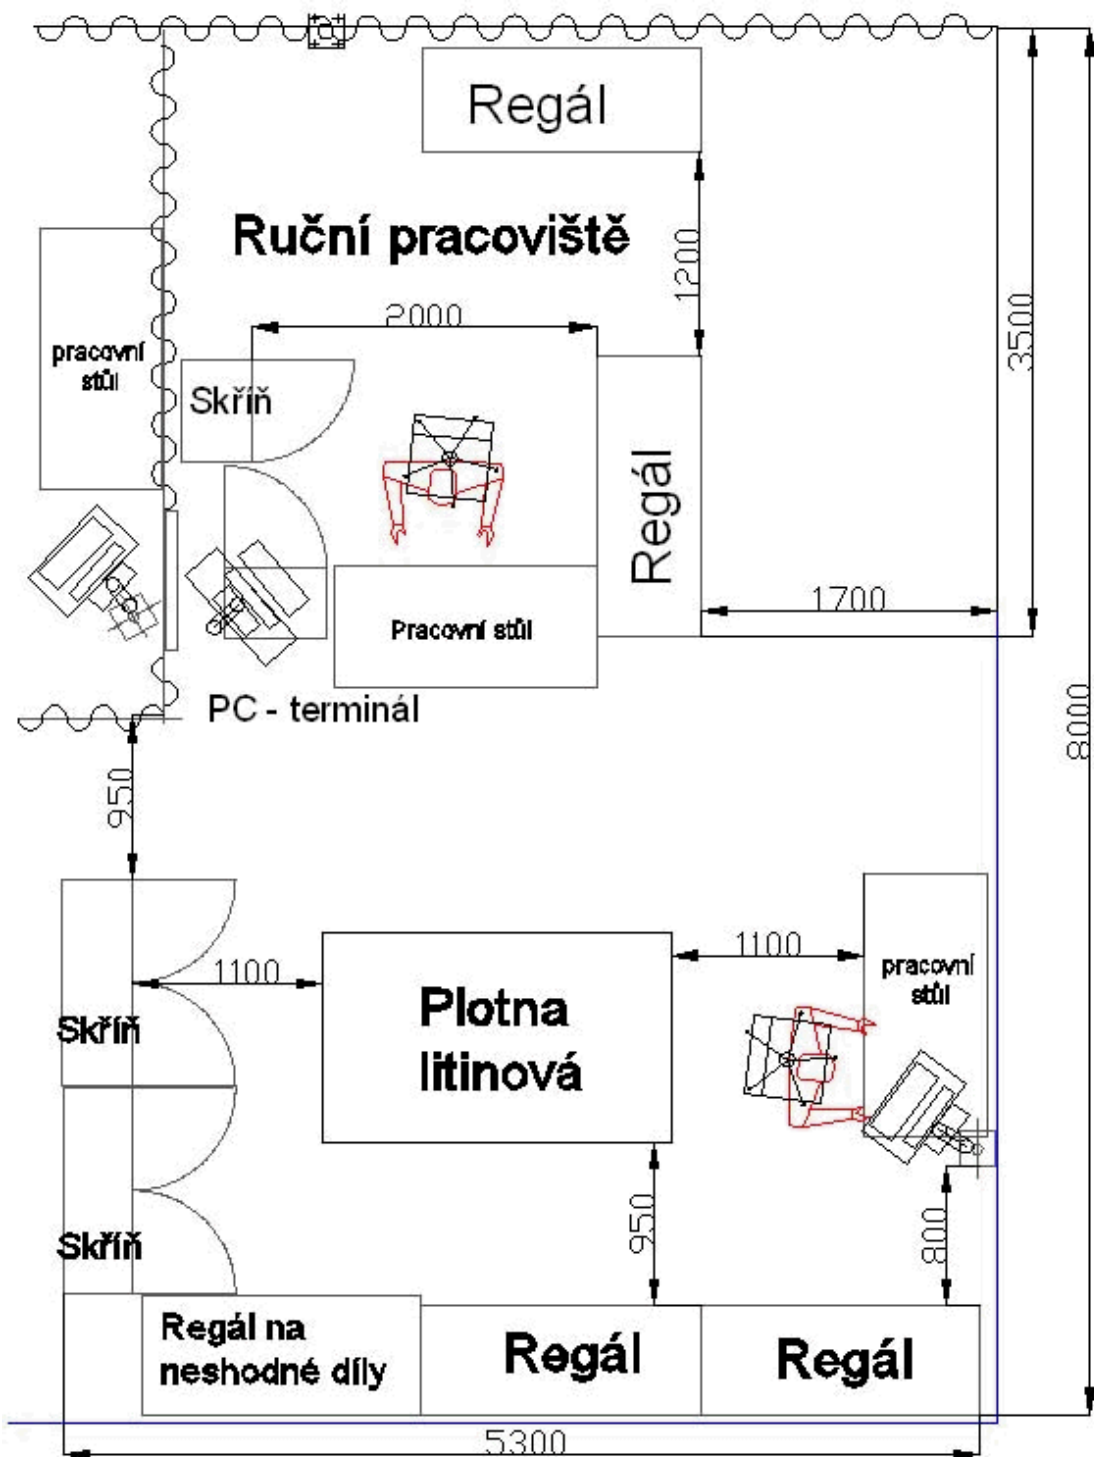 Regál
Ruční pracoviště
1200
3500
2000
pracovní
stůl
Skříň
Regál
1700
Pracovní stůl
PC - terminál
8000
950
1100
1100
pracovní
stůl
Plotna
litinová
Skříň
950
800
Skříň
Regál na
neshodné díly
Regál
Regál
5300